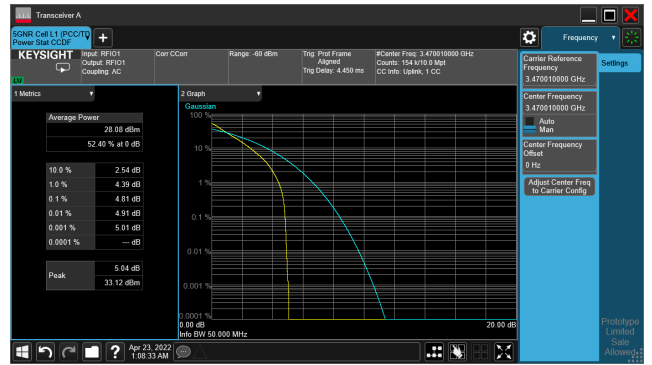 Transceiver A
5GNR Cell L1 (PCC/TD
Power Stat CCDF
Frequency
KEYSIGHT
Input: RFIO1
Output: RFIO1
Coupling: AC
Corr CCorr
Range: -60 dBm
Trig: Prot Frame
Aligned
Trig Delay: 4.450 ms
#Center Freq: 3.470010000 GHz
Counts: 154 k/10.0 Mpt
CC Info: Uplink, 1 CC
Carrier Reference
Frequency
3.470010000 GHz
Settings
Center Frequency
3.470010000 GHz
Auto
Man
Center Frequency
Offset
0 Hz
Adjust Center Freq
to Carrier Config
1 Metrics
Average Power
28.08 dBm
52.40 % at 0 dB
10.0 % 2.54 dB
1.0 % 4.39 dB
0.1 % 4.81 dB
0.01 % 4.91 dB
0.001 % 5.01 dB
0.0001 % --- dB
Peak
5.04 dB
33.12 dBm
2 Graph
Gaussian
100 %
10 %
1 %
0.1 %
0.01 %
0.001 %
0.0001 %
0.00 dB
20.00 dB
Info BW 50.000 MHz
Prototype
Limited
Sale
Allowed
?
Apr 23, 2022
1:08:33 AM